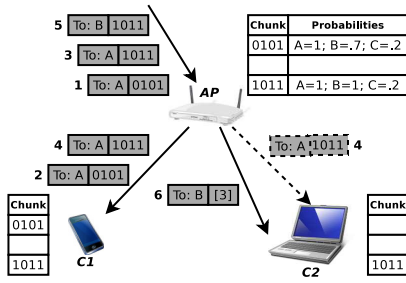 5 To: B 1011
3 To: A 1011
1 To: A 0101
AP
Chunk Probabilities
0101 A=1; B=.7; C=.2
1011 A=1; B=1; C=.2
4 To: A 1011
2 To: A 0101
To: A 1011 4
6 To: B [3]
Chunk
0101
1011
C1
C2
Chunk
1011